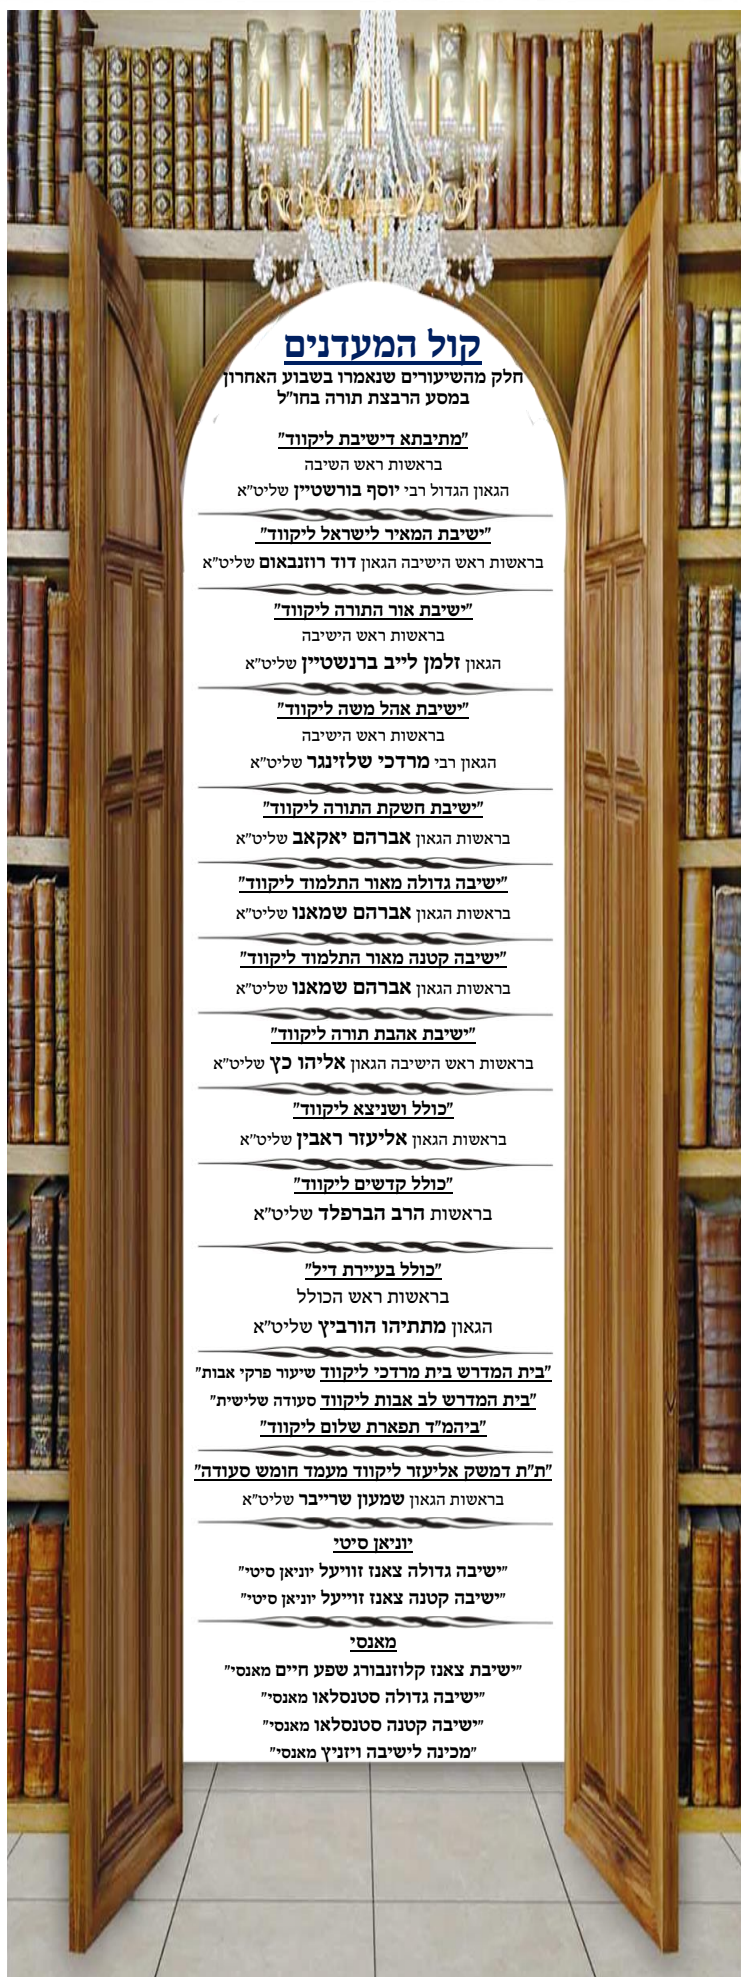 קול המעדנים
חלק מהשיעורים שנאמרו בשבוע האחרון
במסע הרבצת תורה בחו"ל
"מתיבתא דישיבת ליקווד"
בראשות ראש השיבה
הגאון הגדול רבי יוסף בורשטיין שליט"א
"ישיבת המאיר לישראל ליקווד"
בראשות ראש הישיבה הגאון דוד רוזנבאום שליט"א
"ישיבת אור התורה ליקווד"
בראשות ראש הישיבה
הגאון זלמן לייב ברנשטיין שליט"א
"ישיבת אהל משה ליקווד"
בראשות ראש הישיבה
הגאון רבי מרדכי שלזינגר שליט"א
"ישיבת חשקת התורה ליקווד"
בראשות הגאון אברהם יאקאב שליט"א
"ישיבה גדולה מאור התלמוד ליקווד"
בראשות הגאון אברהם שמאנו שליט"א
"ישיבה קטנה מאור התלמוד ליקווד"
בראשות הגאון אברהם שמאנו שליט"א
"ישיבת אהבת תורה ליקווד"
בראשות ראש הישיבה הגאון אליהו כץ שליט"א
"כולל ושניצא ליקווד"
בראשות הגאון אליעזר ראבין שליט"א
"כולל קדשים ליקווד"
בראשות הרב הברפלד שליט"א
"כולל בעיירת דיל"
בראשות ראש הכולל
הגאון מתתיהו הורביץ שליט"א
"בית המדרש בית מרדכי ליקווד שיעור פרקי אבות"
"בית המדרש לב אבות ליקווד סעודה שלישית"
"ביהמ"ד תפארת שלום ליקווד"
"ת"ת דמשק אליעזר ליקווד מעמד חומש סעודה"
בראשות הגאון שמעון שרייבר שליט"א
יוניאן סיטי
"ישיבה גדולה צאנז זוויעל יוניאן סיטי"
"ישיבה קטנה צאנז זוייעל יוניאן סיטי"
מאנסי
"ישיבת צאנז קלוזנבורג שפע חיים מאנסי"
"ישיבה גדולה סטנסלאו מאנסי"
"ישיבה קטנה סטנסלאו מאנסי"
"מכינה לישיבה ויזניץ מאנסי"